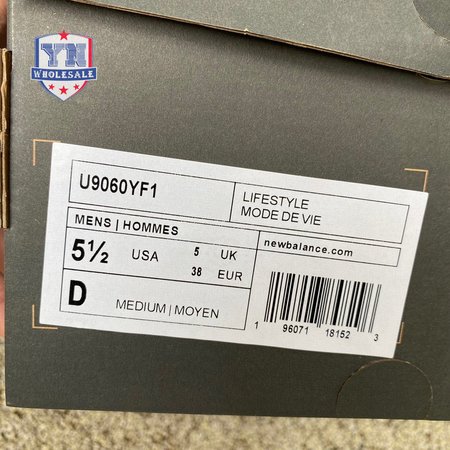 YN
WHOLESALE
U9060YF1
LIFESTYLE
MODE DE VIE
MENS | HOMMES
5½ USA 5 UK
38 EUR
newbalance.com
D MEDIUM | MOYEN
1 96071 18152 3